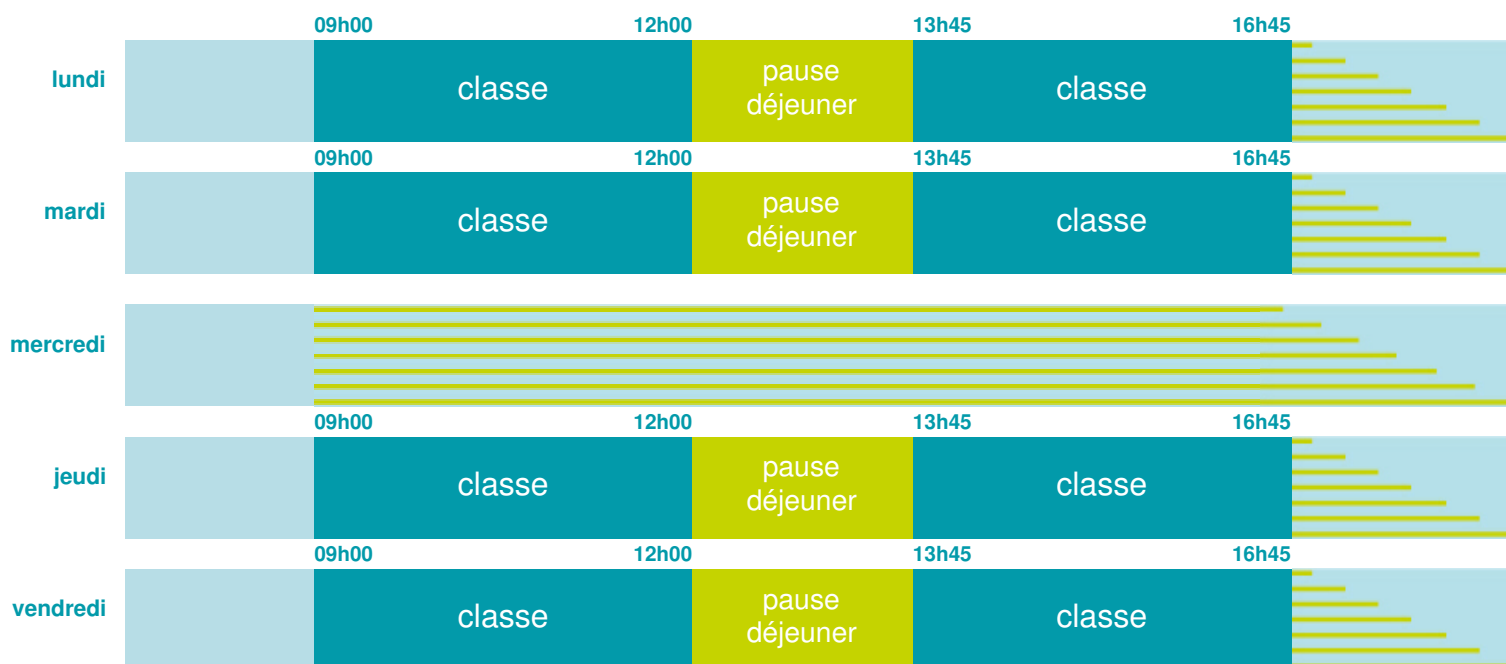 09h00 12h00 13h45 16h45
lundi classe pause déjeuner classe
09h00 12h00 13h45 16h45
mardi classe pause déjeuner classe
mercredi
09h00 12h00 13h45 16h45
jeudi classe pause déjeuner classe
09h00 12h00 13h45 16h45
vendredi classe pause déjeuner classe